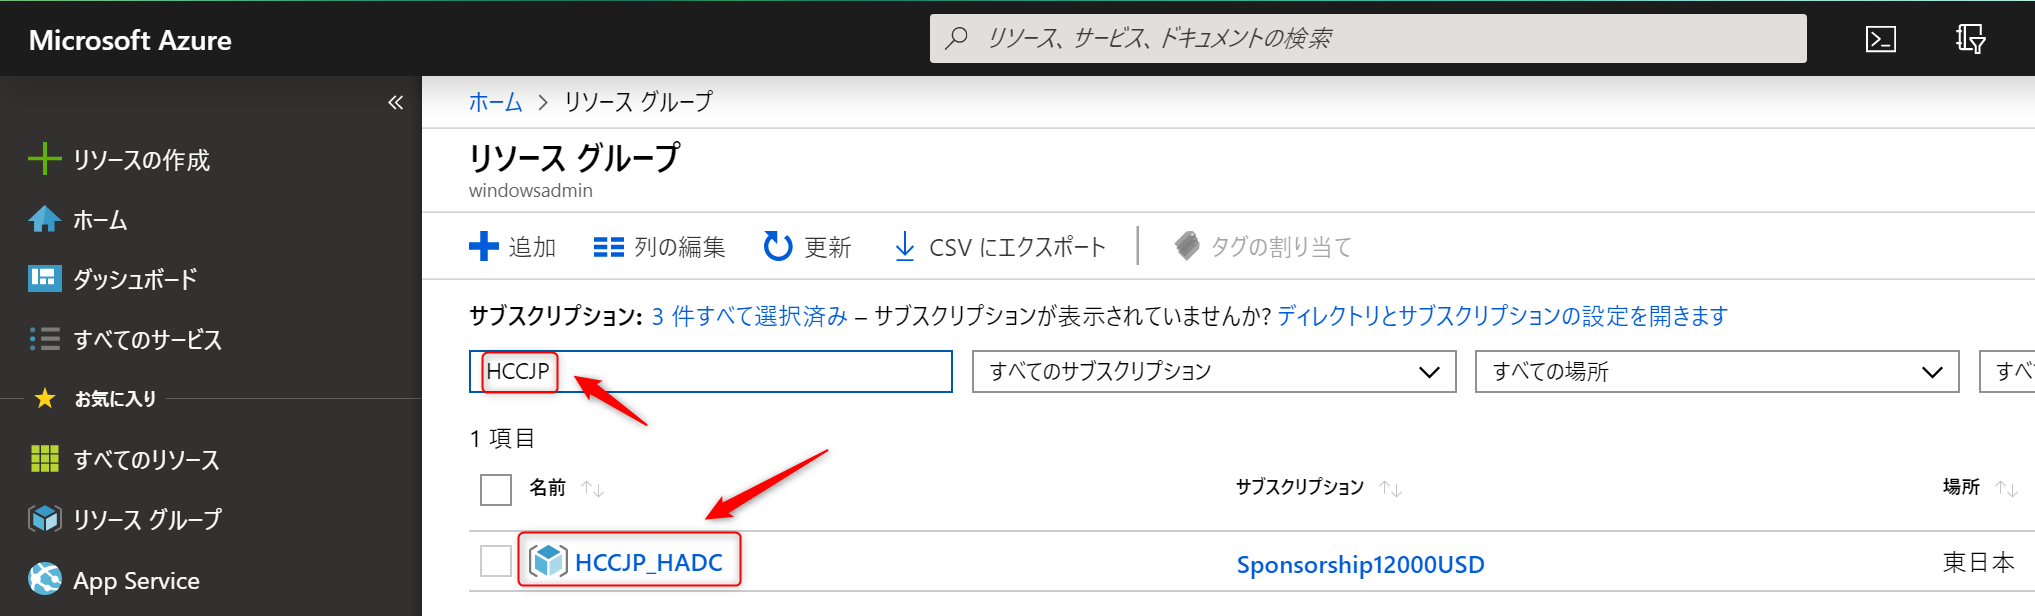 Microsoft Azure
リソース、サービス、ドキュメントの検索
«
リソースの作成
ホーム
ダッシュボード
すべてのサービス
お気に入り
すべてのリソース
リソース グループ
App Service
ホーム > リソース グループ
リソース グループ
windowsadmin
追加 列の編集 更新 CSV にエクスポート タグの割り当て
サブスクリプション: 3 件すべて選択済み – サブスクリプションが表示されていませんか? ディレクトリとサブスクリプションの設定を開きます
HCCJP すべてのサブスクリプション すべての場所 すべ
1 項目
名前 ↑↓ サブスクリプション ↑↓ 場所 ↑↓
HCCJP_HADC Sponsorship12000USD 東日本